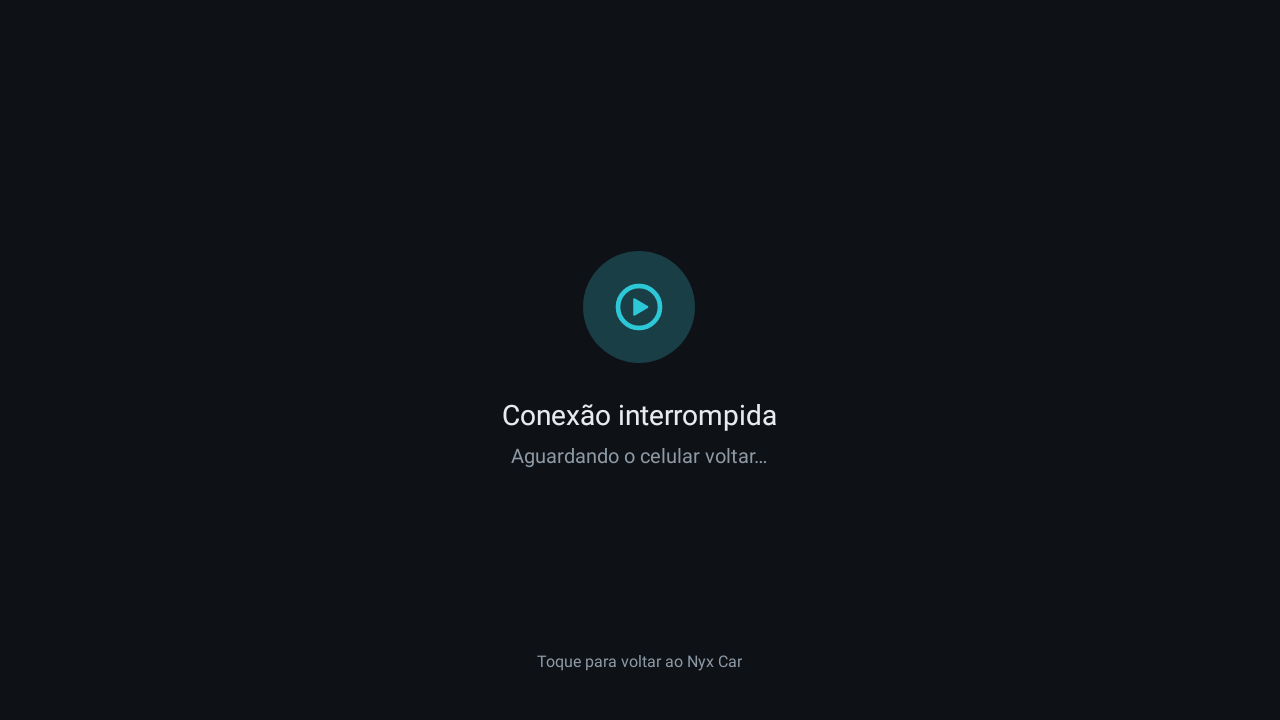 Conexão interrompida
Aguardando o celular voltar…
Toque para voltar ao Nyx Car